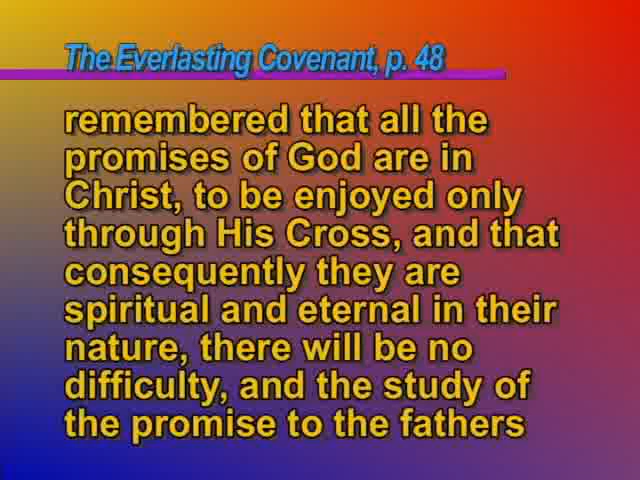 The Everlasting Covenant, p. 48
remembered that all the
promises of God are in
Christ, to be enjoyed only
through His Cross, and that
consequently they are
spiritual and eternal in their
nature, there will be no
difficulty, and the study of
the promise to the fathers